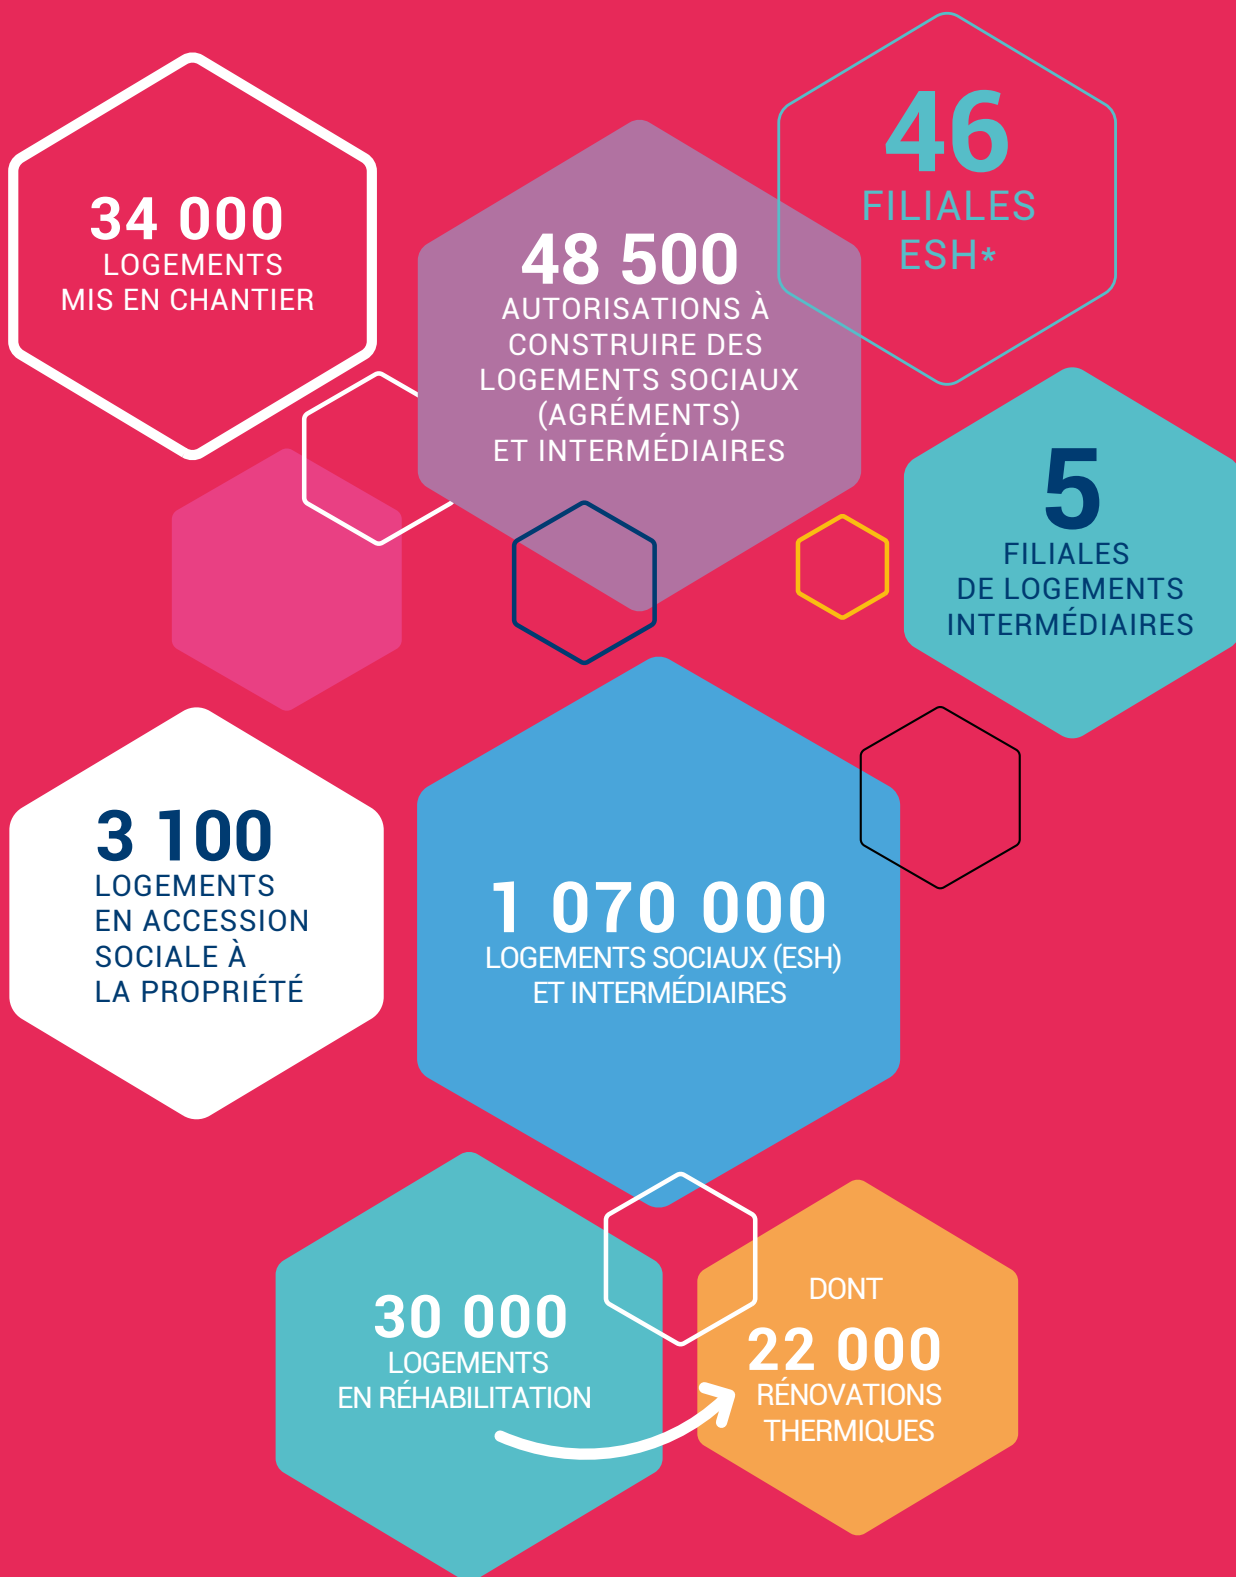 34 000
LOGEMENTS
MIS EN CHANTIER
48 500
AUTORISATIONS À
CONSTRUIRE DES
LOGEMENTS SOCIAUX
(AGRÉMENTS)
ET INTERMÉDIAIRES
46
FILIALES
ESH*
5
FILIALES
DE LOGEMENTS
INTERMÉDIAIRES
3 100
LOGEMENTS
EN ACCESSION
SOCIALE À
LA PROPRIÉTÉ
1 070 000
LOGEMENTS SOCIAUX (ESH)
ET INTERMÉDIAIRES
30 000
LOGEMENTS
EN RÉHABILITATION
DONT
22 000
RÉNOVATIONS
THERMIQUES